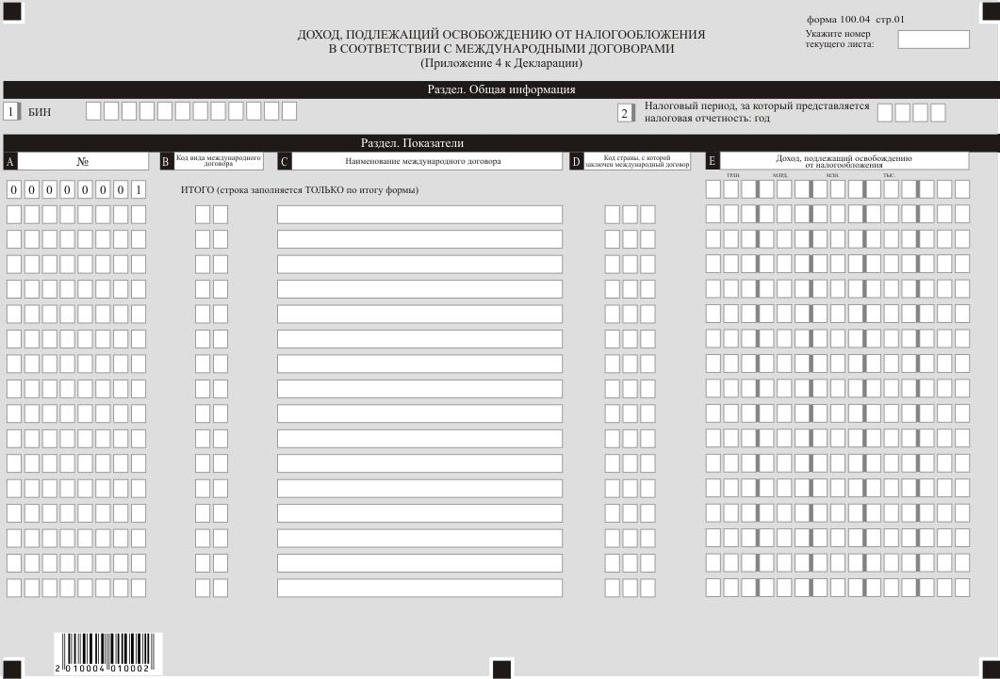 форма 100.04 стр.01
ДОХОД, ПОДЛЕЖАЩИЙ ОСВОБОЖДЕНИЮ ОТ НАЛОГООБЛОЖЕНИЯ
В СООТВЕТСТВИИ С МЕЖДУНАРОДНЫМИ ДОГОВОРАМИ
(Приложение 4 к Декларации)
Укажите номер
текущего листа:
Раздел. Общая информация
1 БИН
2 Налоговый период, за который представляется
налоговая отчетность: год
Раздел. Показатели
A №
B Код вида международного
договора
C Наименование международного договора
D Код страны, с которой
заключен международный договор
E Доход, подлежащий освобождению
от налогообложения
ТРЛН. МЛРД. МЛН. ТЫС.
0 0 0 0 0 0 0 1 ИТОГО (строка заполняется ТОЛЬКО по итогу формы)
2 010004 010002